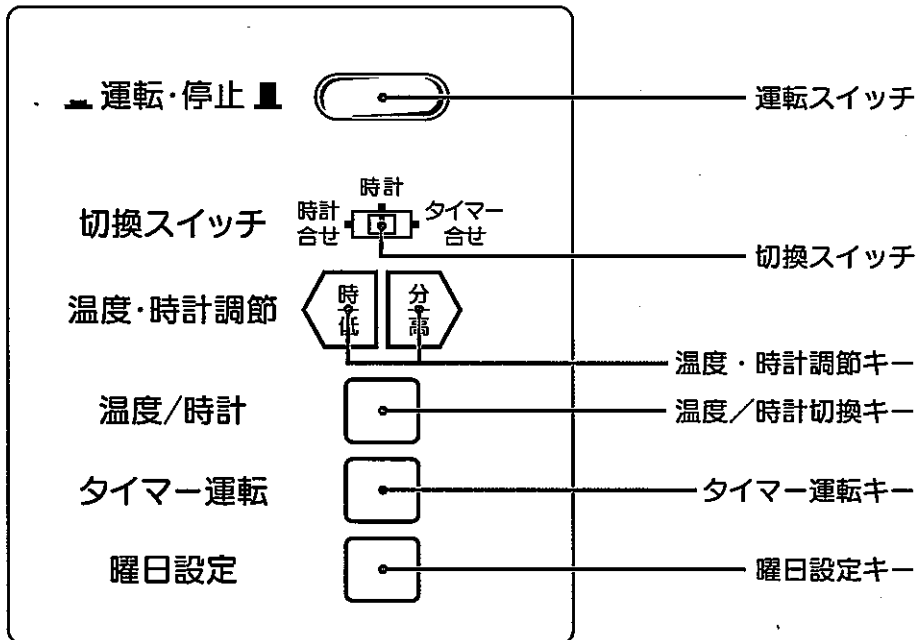 運転・停止
運転スイッチ
時計
切換スイッチ
時計
合せ
タイマー
合せ
切換スイッチ
温度・時計調節
時
低
分
高
温度・時計調節キー
温度/時計
温度/時計切換キー
タイマー運転
タイマー運転キー
曜日設定
曜日設定キー